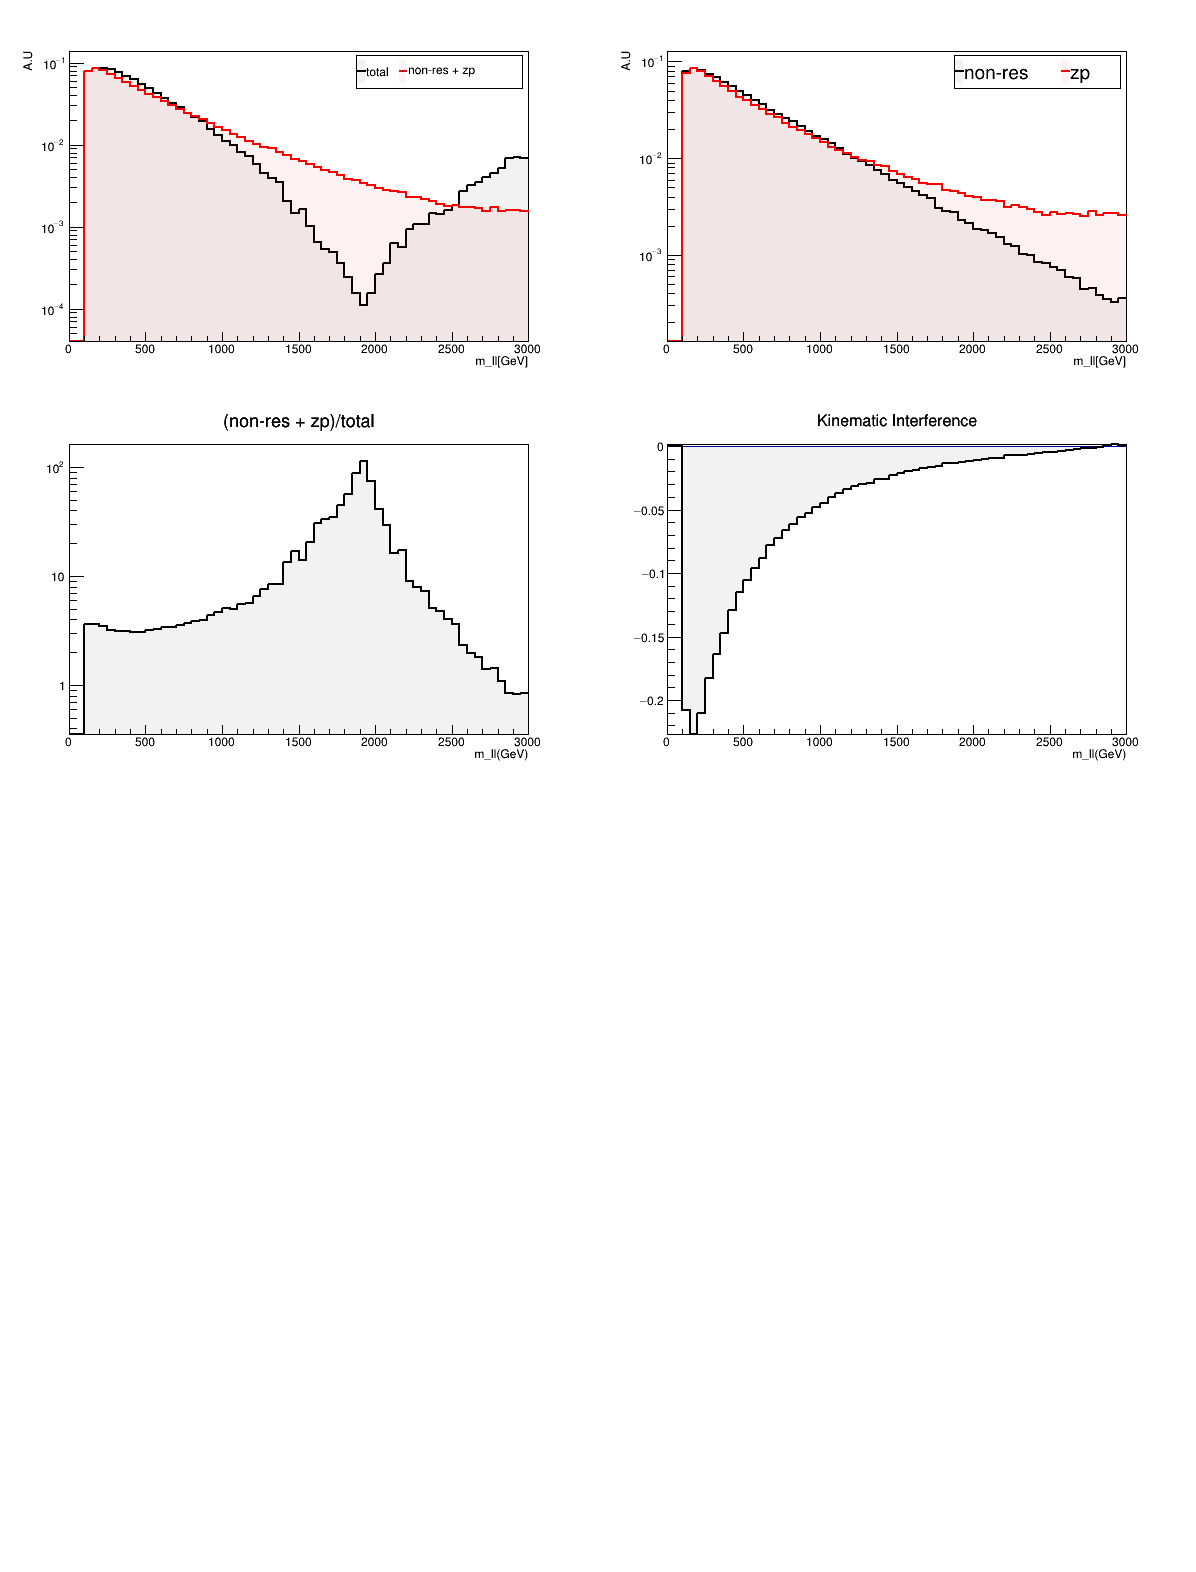 A.U
total
non-res + zp
10⁻¹
10⁻²
10⁻³
10⁻⁴
0 500 1000 1500 2000 2500 3000
m_ll[GeV]
A.U
non-res
zp
10⁻¹
10⁻²
10⁻³
0 500 1000 1500 2000 2500 3000
m_ll[GeV]
(non-res + zp)/total
10²
10
1
0 500 1000 1500 2000 2500 3000
m_ll(GeV)
Kinematic Interference
0
−0.05
−0.1
−0.15
−0.2
0 500 1000 1500 2000 2500 3000
m_ll(GeV)